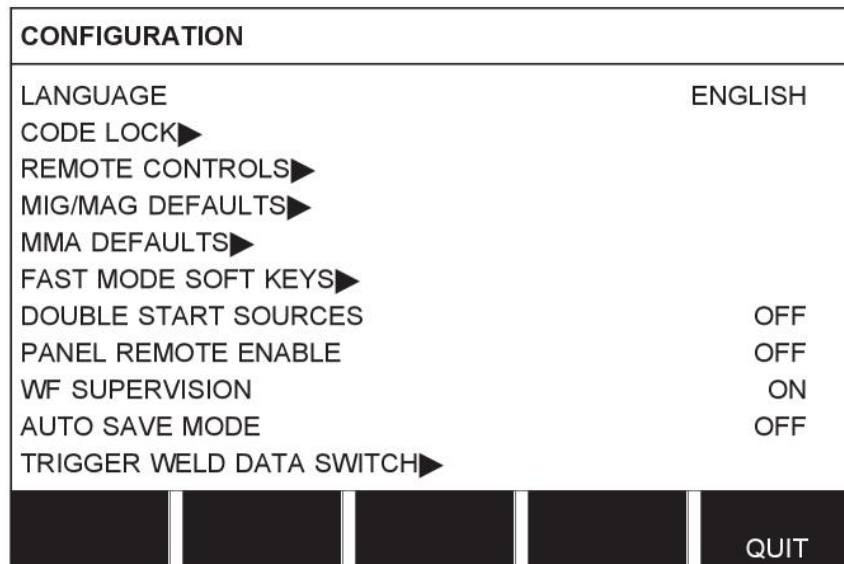 CONFIGURATION
LANGUAGE ENGLISH
CODE LOCK▶
REMOTE CONTROLS▶
MIG/MAG DEFAULTS▶
MMA DEFAULTS▶
FAST MODE SOFT KEYS▶
DOUBLE START SOURCES OFF
PANEL REMOTE ENABLE OFF
WF SUPERVISION ON
AUTO SAVE MODE OFF
TRIGGER WELD DATA SWITCH▶
QUIT